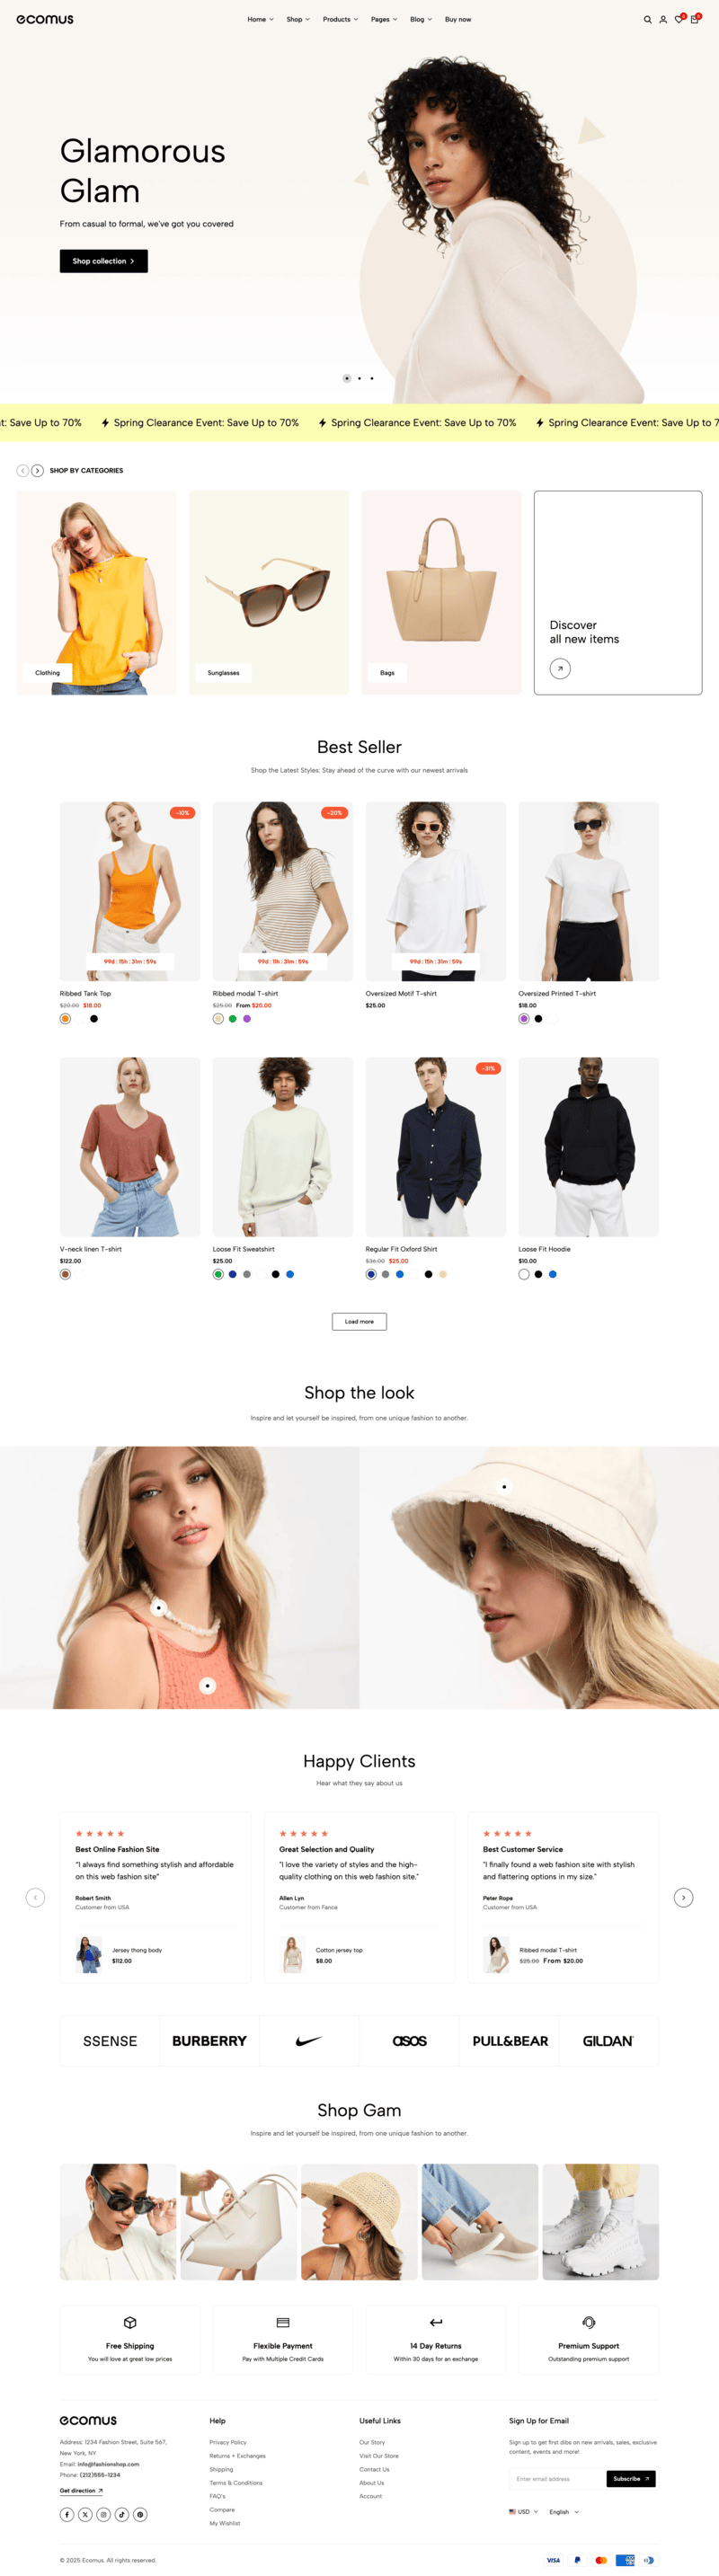 ecomus
Home
Shop
Products
Pages
Blog
Buy now
0
0
Glamorous
Glam
From casual to formal, we've got you covered
Shop collection
t: Save Up to 70%
Spring Clearance Event: Save Up to 70%
Spring Clearance Event: Save Up to 70%
Spring Clearance Event: Save Up to 7
SHOP BY CATEGORIES
Clothing
Sunglasses
Bags
Discover
all new items
Best Seller
Shop the Latest Styles: Stay ahead of the curve with our newest arrivals
-10%
99d : 15h : 31m : 59s
Ribbed Tank Top
$20.00 $18.00
-20%
99d : 11h : 31m : 59s
Ribbed modal T-shirt
$25.00 From $20.00
99d : 15h : 31m : 59s
Oversized Motif T-shirt
$25.00
Oversized Printed T-shirt
$18.00
V-neck linen T-shirt
$122.00
Loose Fit Sweatshirt
$25.00
-31%
Regular Fit Oxford Shirt
$36.00 $25.00
Loose Fit Hoodie
$10.00
Load more
Shop the look
Inspire and let yourself be inspired, from one unique fashion to another.
Happy Clients
Hear what they say about us
Best Online Fashion Site
"I always find something stylish and affordable
on this web fashion site"
Robert Smith
Customer from USA
Jersey thong body
$112.00
Great Selection and Quality
"I love the variety of styles and the high-
quality clothing on this web fashion site."
Allen Lyn
Customer from Fance
Cotton jersey top
$8.00
Best Customer Service
"I finally found a web fashion site with stylish
and flattering options in my size."
Peter Rope
Customer from USA
Ribbed modal T-shirt
$25.00 From $20.00
SSENSE
BURBERRY
asos
PULL&BEAR
GILDAN
Shop Gam
Inspire and let yourself be inspired, from one unique fashion to another.
Free Shipping
You will love at great low prices
Flexible Payment
Pay with Multiple Credit Cards
14 Day Returns
Within 30 days for an exchange
Premium Support
Outstanding premium support
ecomus
Address: 1234 Fashion Street, Suite 567,
New York, NY
Email: info@fashionshop.com
Phone: (212)555-1234
Get direction
Help
Privacy Policy
Returns + Exchanges
Shipping
Terms & Conditions
FAQ's
Compare
My Wishlist
Useful Links
Our Story
Visit Our Store
Contact Us
About Us
Account
Sign Up for Email
Sign up to get first dibs on new arrivals, sales, exclusive
content, events and more!
Enter email address
Subscribe
USD
English
© 2025 Ecomus. All rights reserved.
VISA